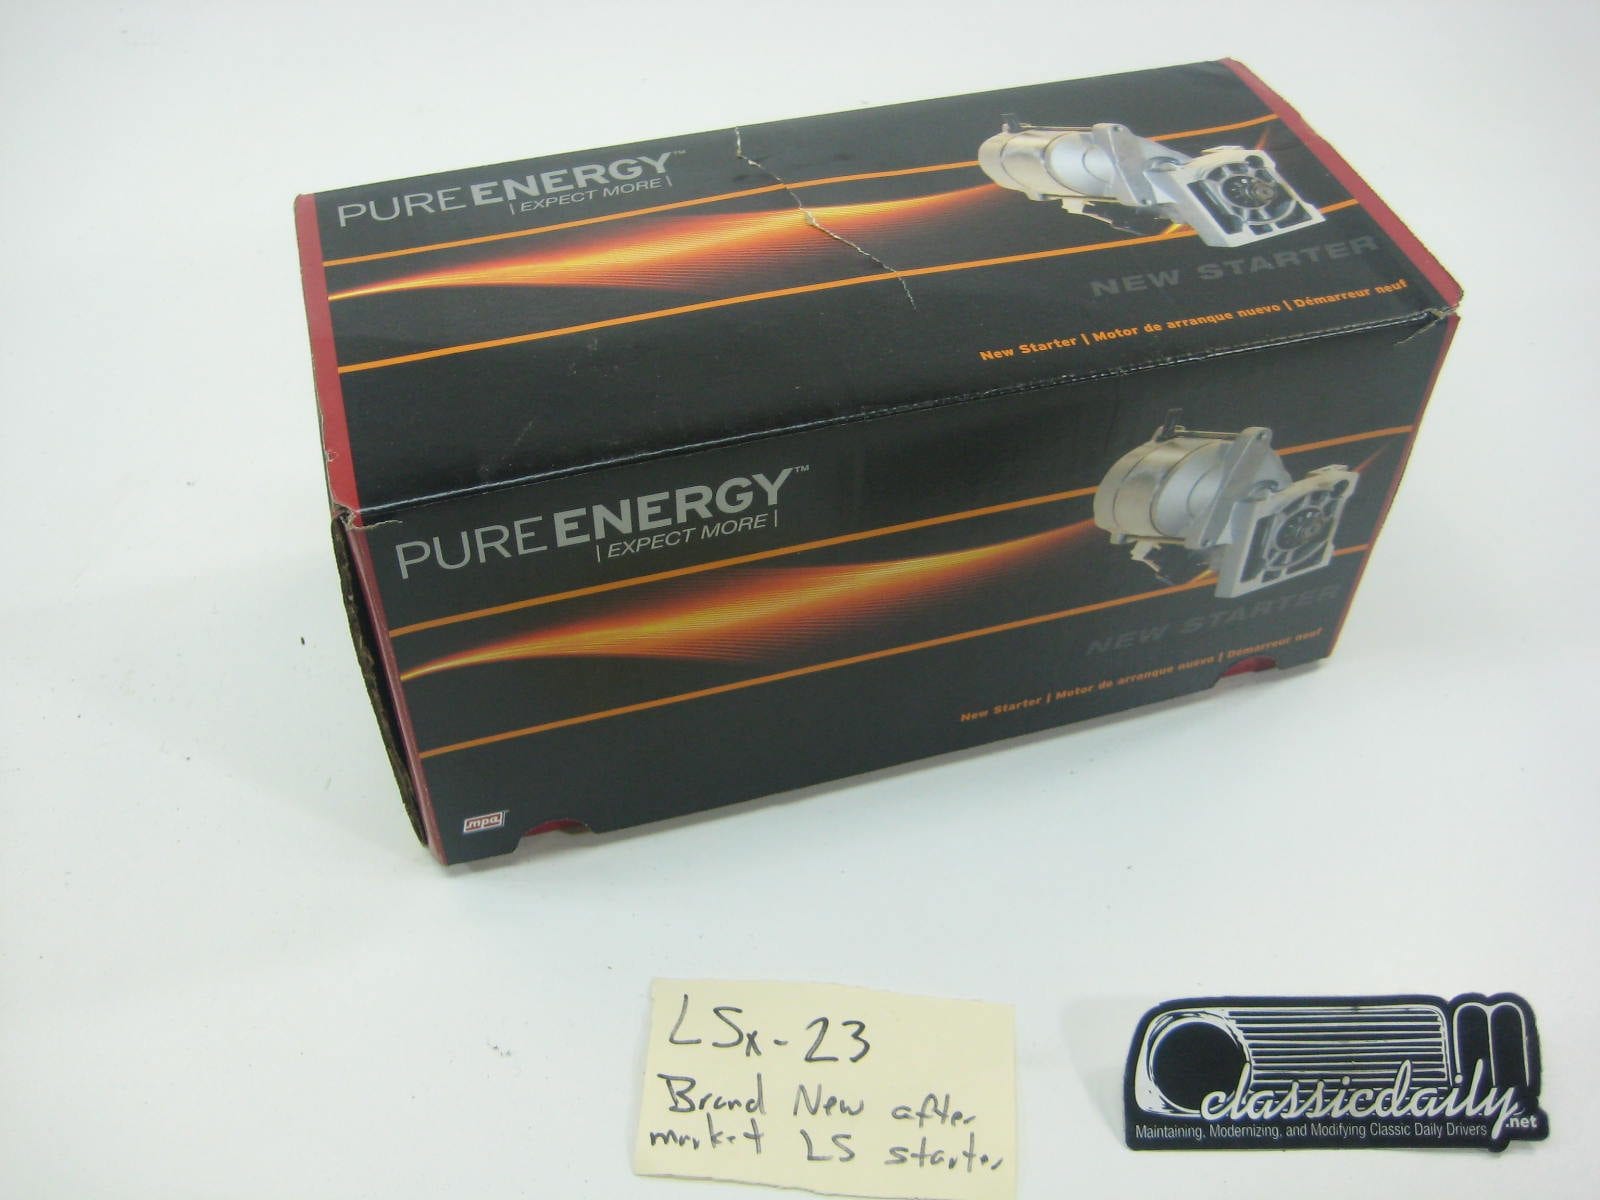 PUREENERGY™
| EXPECT MORE |
NEW STARTER
New Starter | Motor de arranque nuevo | Démarreur neuf
PUREENERGY™
| EXPECT MORE |
NEW STARTER
New Starter | Motor de arranque nuevo | Démarreur neuf
mpa
LSx-23
Brand New after
market LS starter
classicdaily.net
Maintaining, Modernizing, and Modifying Classic Daily Drivers